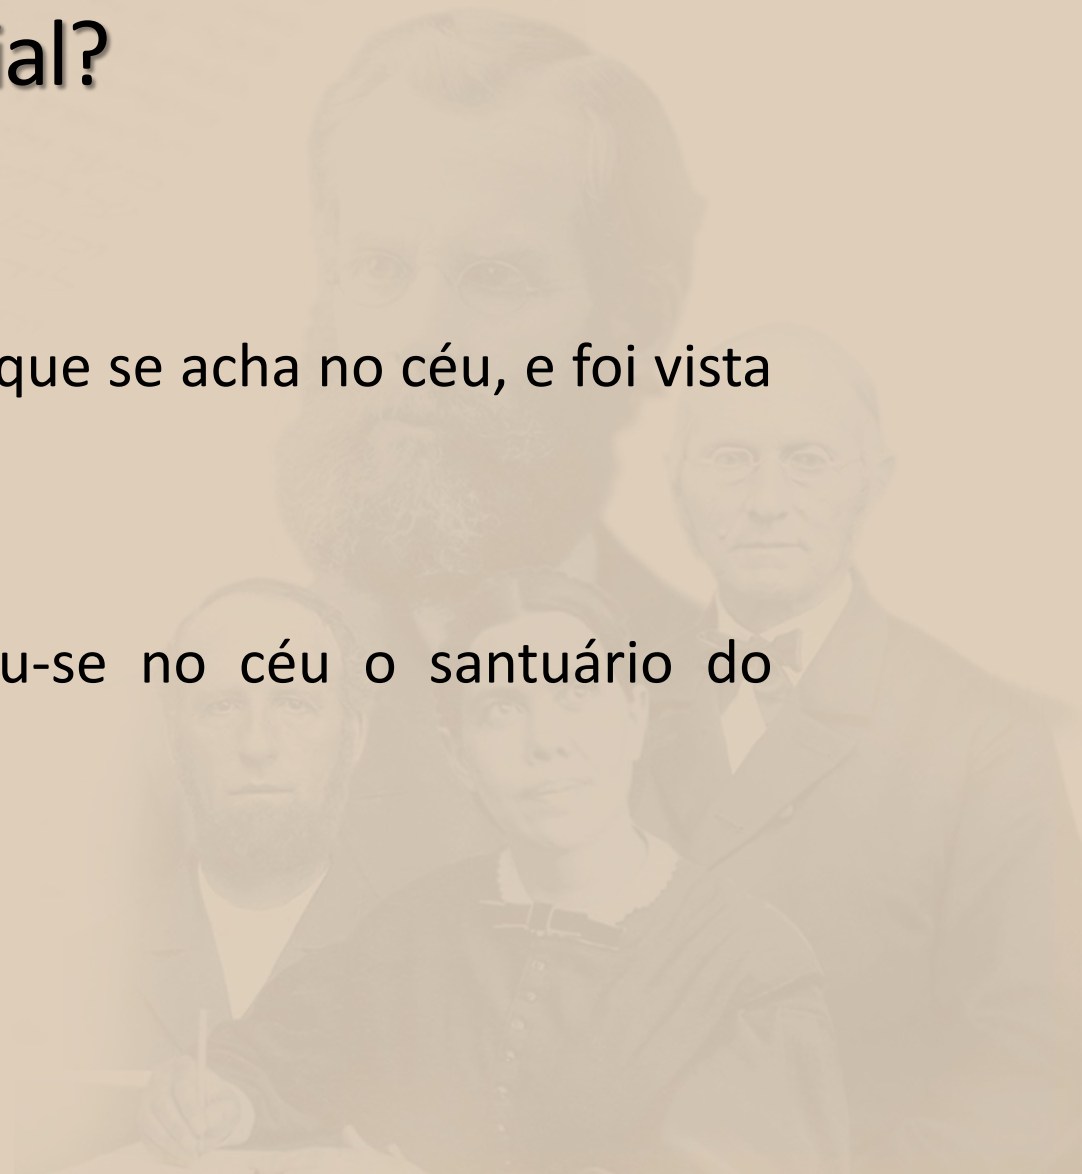 ial?
que se acha no céu, e foi vista
u-se no céu o santuário do